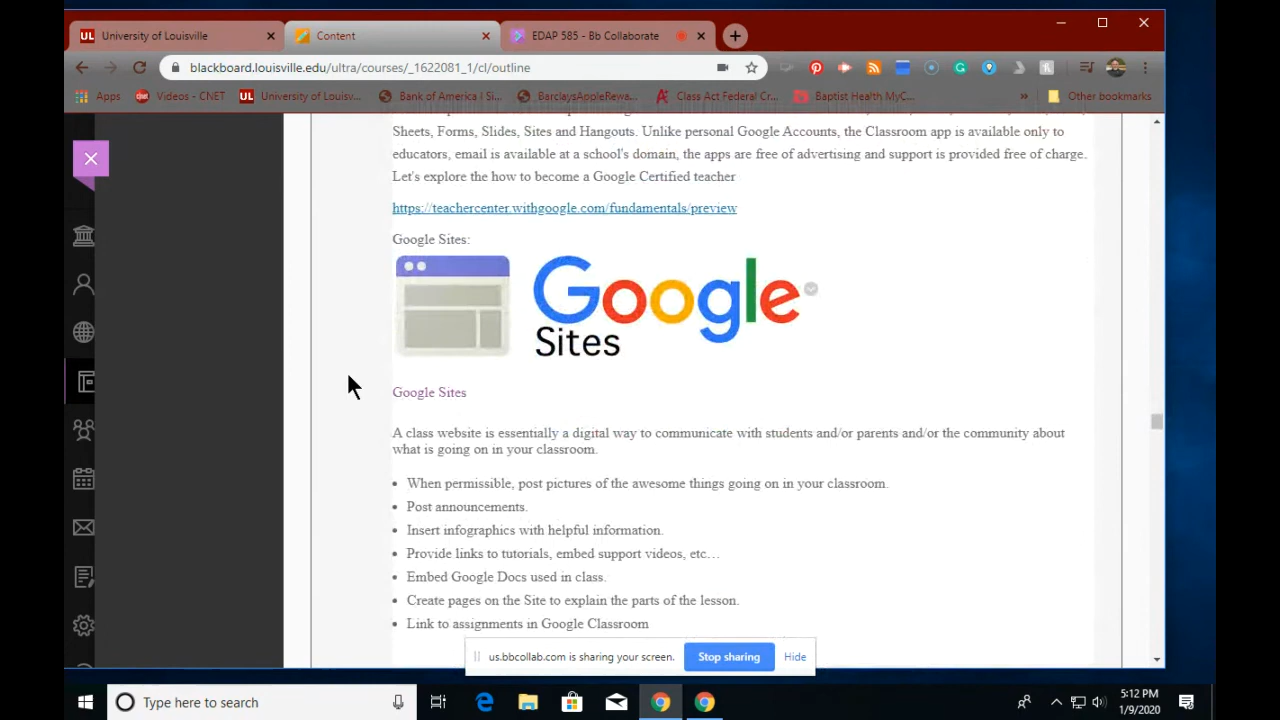 University of Louisville
Content
EDAP 585 - Bb Collaborate
blackboard.louisville.edu/ultra/courses/_1622081_1/cl/outline
Apps
Videos - CNET
University of Louisv...
Bank of America | Si...
BarclaysAppleRewa...
Class Act Federal Cr...
Baptist Health MyC...
»
Other bookmarks
Sheets, Forms, Slides, Sites and Hangouts. Unlike personal Google Accounts, the Classroom app is available only to
educators, email is available at a school's domain, the apps are free of advertising and support is provided free of charge.
Let's explore the how to become a Google Certified teacher
https://teachercenter.withgoogle.com/fundamentals/preview
Google Sites:
Google
Sites
Google Sites
A class website is essentially a digital way to communicate with students and/or parents and/or the community about
what is going on in your classroom.
• When permissible, post pictures of the awesome things going on in your classroom.
• Post announcements.
• Insert infographics with helpful information.
• Provide links to tutorials, embed support videos, etc…
• Embed Google Docs used in class.
• Create pages on the Site to explain the parts of the lesson.
• Link to assignments in Google Classroom
us.bbcollab.com is sharing your screen.
Stop sharing
Hide
Type here to search
5:12 PM
1/9/2020